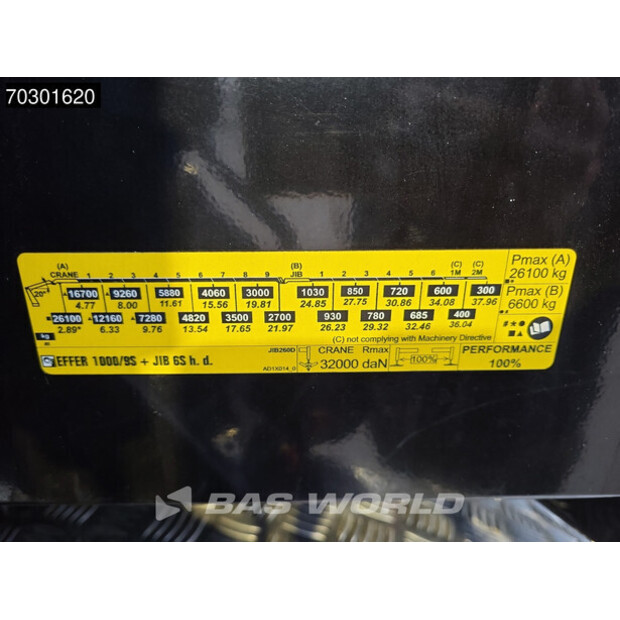 70301620
(A) (B) (C) (C)
CRANE 1 2 3 4 5 6 7 8 9 JIB 1 2 3 4 5 6 1M 2M
20°
16700 9260 5880 4060 3000 1030 850 720 600 300
4.77 8.00 11.61 15.56 19.81 24.85 27.75 30.86 34.08 37.96
26100 12160 7280 4820 3500 2700 930 780 685 400
2.89* 6.33 9.76 13.54 17.65 21.97 26.23 29.32 32.46 36.04
kg
m
(C) not complying with Machinery Directive
Pmax (A)
26100 kg
Pmax (B)
6600 kg
EFFER 1000/9S + JIB 6S h. d.
JIB260D
AD1X014_0
CRANE Rmax
32000 daN
100%
PERFORMANCE
100%
BAS WORLD